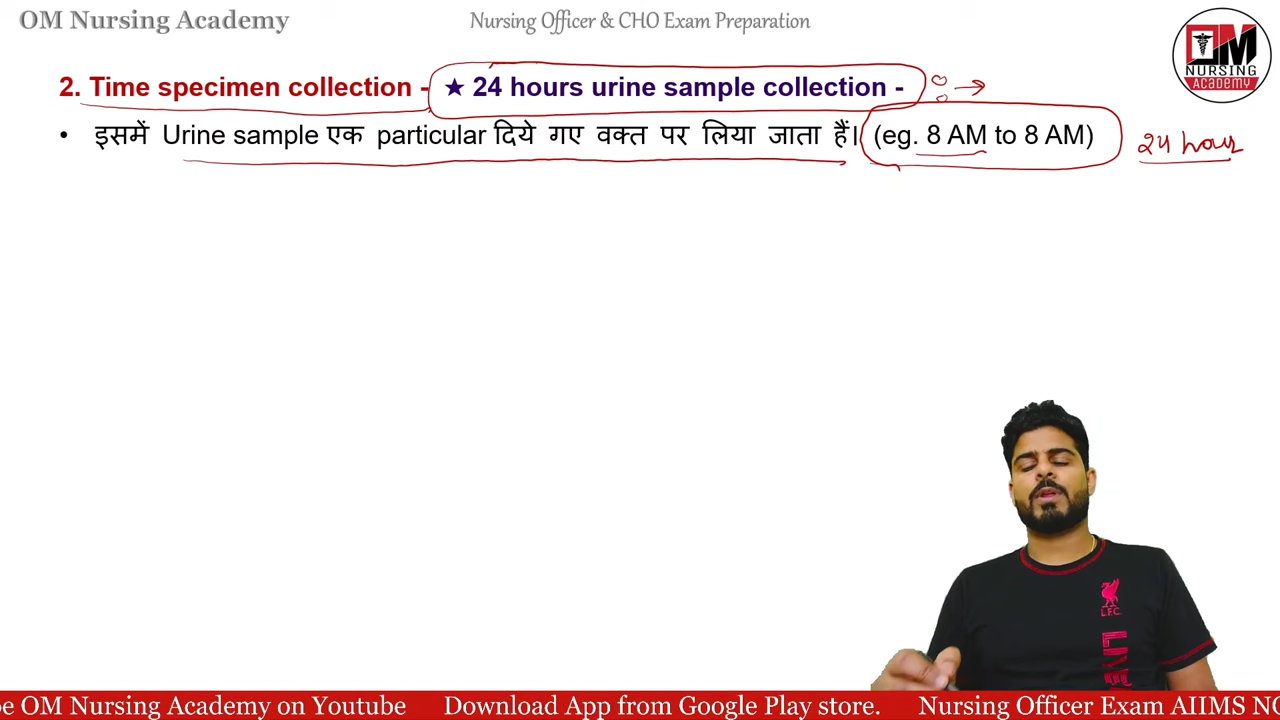 OM Nursing Academy
Nursing Officer & CHO Exam Preparation
OM
NURSING
ACADEMY
2. Time specimen collection - ★ 24 hours urine sample collection -
• इसमें Urine sample एक particular दिये गए वक्त पर लिया जाता हैं। (eg. 8 AM to 8 AM)
24 hour
L.F.C.
LIVE
be OM Nursing Academy on Youtube Download App from Google Play store. Nursing Officer Exam AIIMS NO